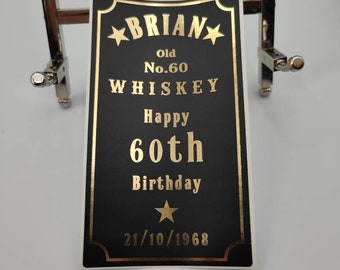 BRIAN
Old
No.60
WHISKEY
Happy
60th
Birthday
21/10/1968